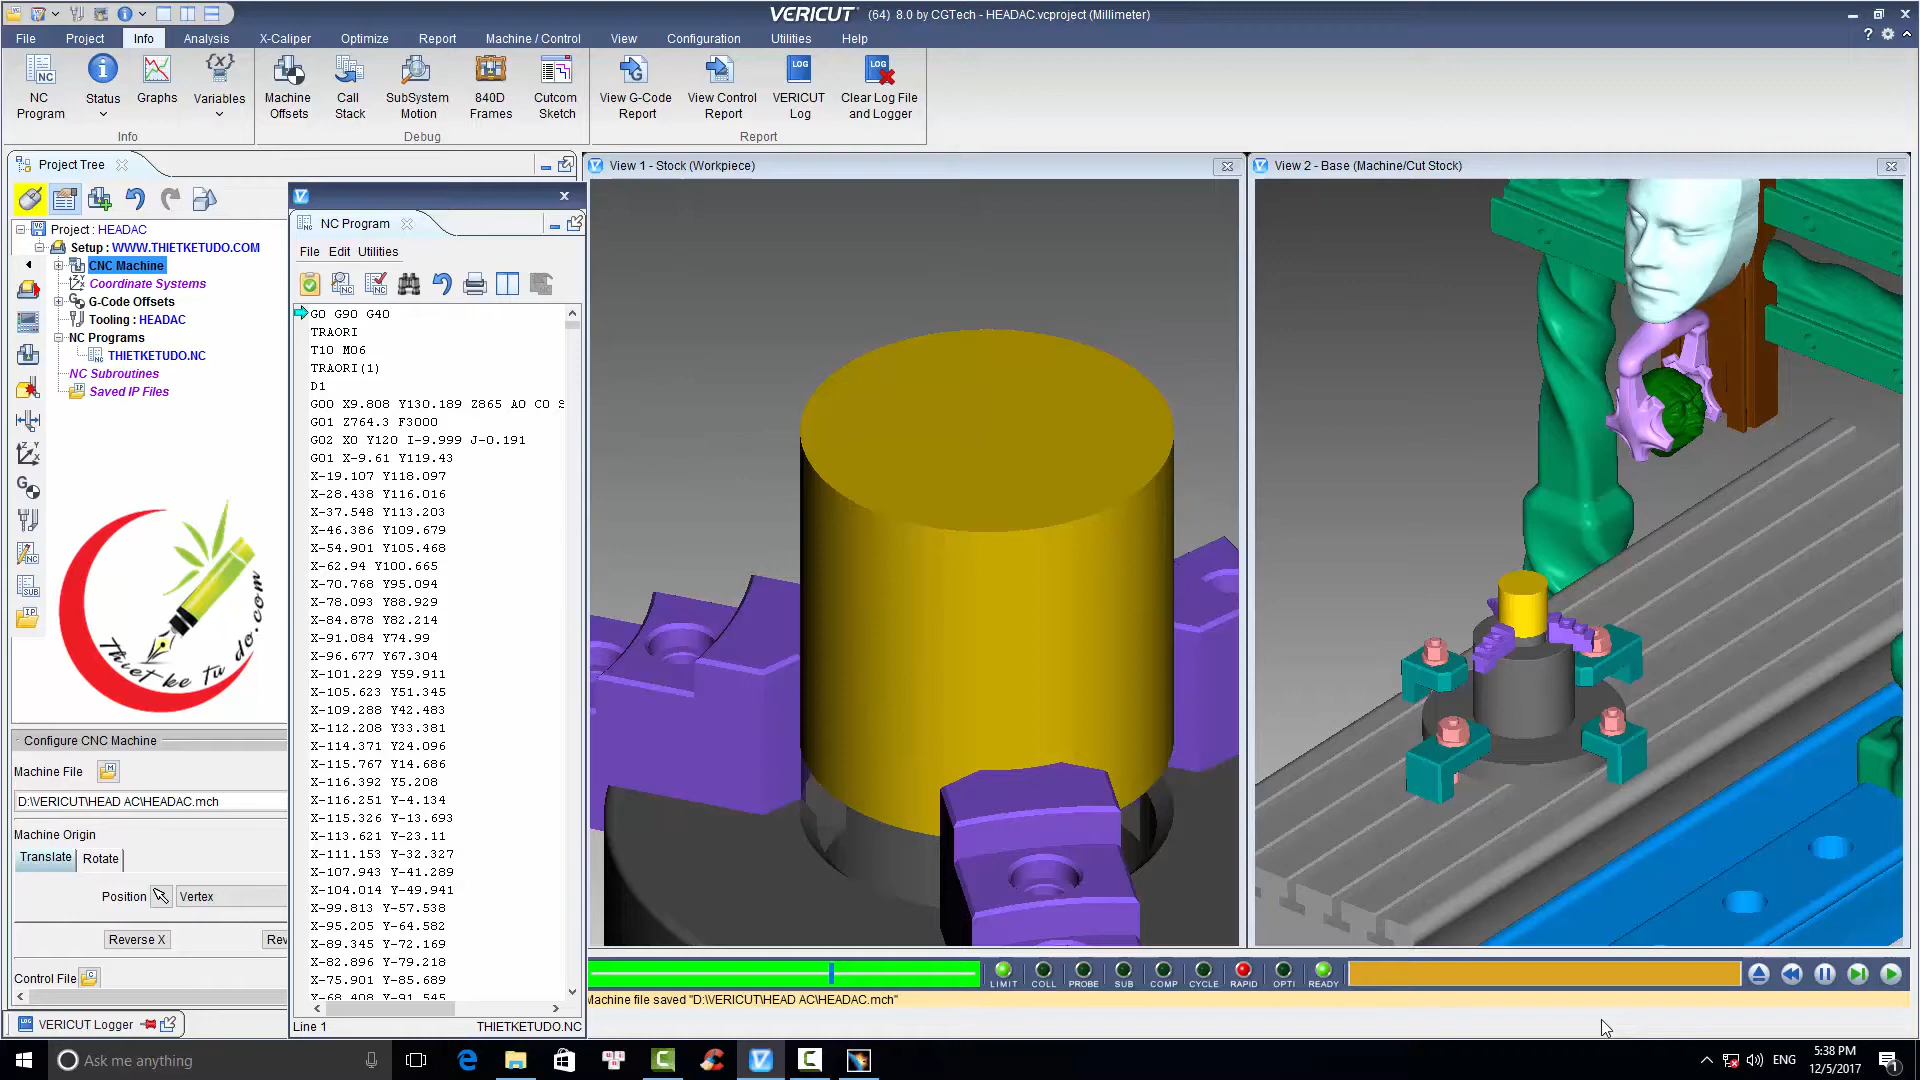 VERICUT (64) 8.0 by CGTech - HEADAC.vcproject (Millimeter)
File Project Info Analysis X-Caliper Optimize Report Machine / Control View Configuration Utilities Help
NC Program
Status
Graphs
Variables
Machine Offsets
Call Stack
SubSystem Motion
840D Frames
Cutcom Sketch
View G-Code Report
View Control Report
VERICUT Log
Clear Log File and Logger
Info
Debug
Report
Project Tree
Project : HEADAC
Setup : WWW.THIETKETUDO.COM
CNC Machine
Coordinate Systems
G-Code Offsets
Tooling: HEADAC
NC Programs
THIETKETUDO.NC
NC Subroutines
Saved IP Files
Thiet ke tu do.com
Configure CNC Machine
Machine File
D:\VERICUT\HEAD AC\HEADAC.mch
Machine Origin
Translate Rotate
Position Vertex
Reverse X Rev
Control File
VERICUT Logger
NC Program
File Edit Utilities
G0 G90 G40
TRAORI
T10 M06
TRAORI(1)
D1
G00 X9.808 Y130.189 Z865 A0 C0 S
G01 Z764.3 F3000
G02 X0 Y120 I-9.999 J-0.191
G01 X-9.61 Y119.43
X-19.107 Y118.097
X-28.438 Y116.016
X-37.548 Y113.203
X-46.386 Y109.679
X-54.901 Y105.468
X-62.94 Y100.665
X-70.768 Y95.094
X-78.093 Y88.929
X-84.878 Y82.214
X-91.084 Y74.99
X-96.677 Y67.304
X-101.229 Y59.911
X-105.623 Y51.345
X-109.288 Y42.483
X-112.208 Y33.381
X-114.371 Y24.096
X-115.767 Y14.686
X-116.392 Y5.208
X-116.251 Y-4.134
X-115.326 Y-13.693
X-113.621 Y-23.11
X-111.153 Y-32.327
X-107.943 Y-41.289
X-104.014 Y-49.941
X-99.813 Y-57.538
X-95.205 Y-64.582
X-89.345 Y-72.169
X-82.896 Y-79.218
X-75.901 Y-85.689
X-68.408 Y-91.545
Line 1 THIETKETUDO.NC
View 1 - Stock (Workpiece)
View 2 - Base (Machine/Cut Stock)
LIMIT COLL PROBE SUB COMP CYCLE RAPID OPTI READY
Machine file saved "D:\VERICUT\HEAD AC\HEADAC.mch"
Ask me anything
ENG
5:38 PM
12/5/2017